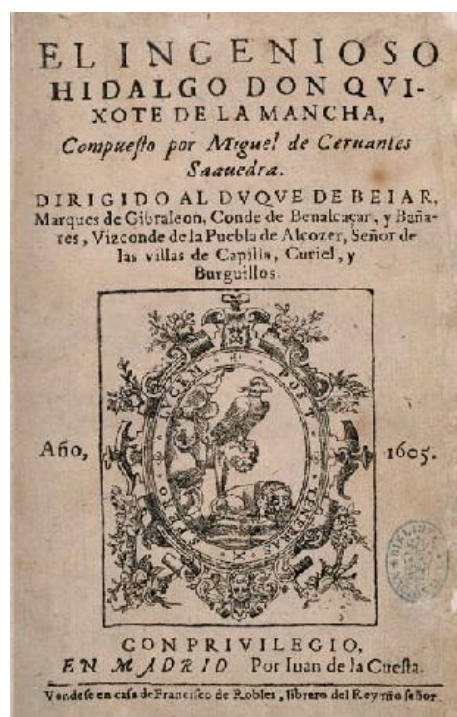 EL INGENIOSO
HIDALGO DON QVI-
XOTE DE LA MANCHA,
Compuesto por Miguel de Ceruantes
Saauedra.
DIRIGIDO AL DVQVE DE BEIAR,
Marques de Gibraleon, Conde de Benalcaçar, y Baña-
res, Vizconde de la Puebla de Alcozer, Señor de
las villas de Capilla, Curiel, y
Burguillos.
Año, 1605.
POST TENEBRAS
CON PRIVILEGIO,
EN MADRID Por Iuan de la Cuesta.
Vendese en casa de Francisco de Robles, librero del Rey nro señor.